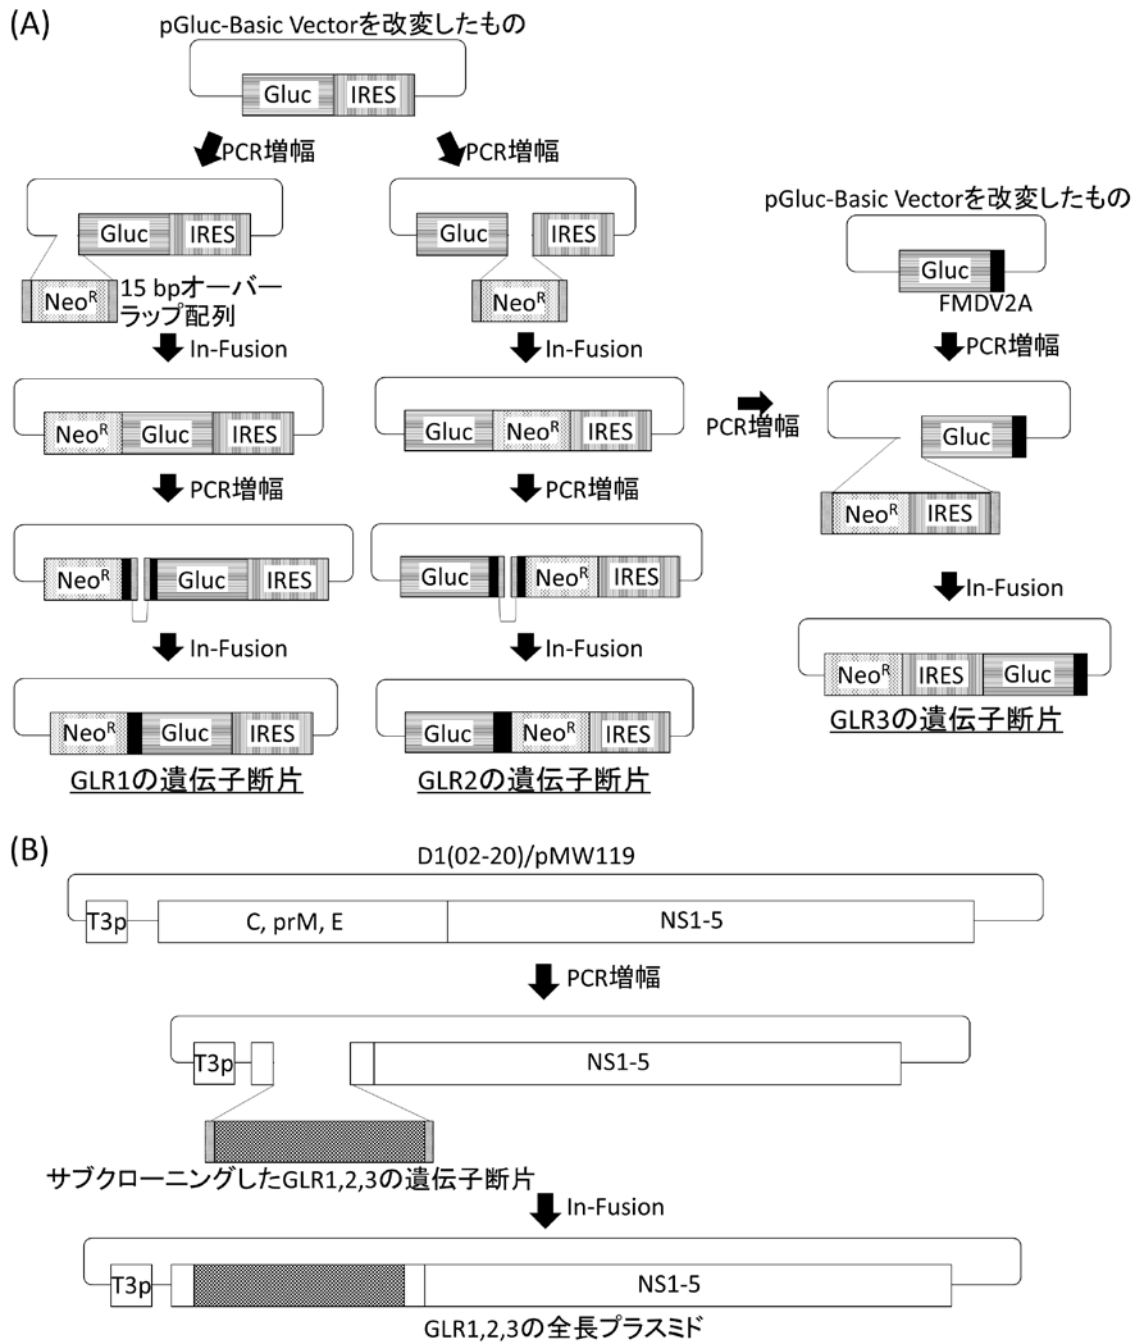 (A)
pGluc-Basic Vectorを改変したもの
Gluc IRES
PCR増幅 PCR増幅
pGluc-Basic Vectorを改変したもの
Gluc IRES
Gluc IRES
Gluc
FMDV2A
Neoᴿ
15 bpオーバー
ラップ配列
Neoᴿ
In-Fusion
In-Fusion
PCR増幅
Neoᴿ Gluc IRES
Gluc Neoᴿ IRES
PCR増幅
Gluc
Neoᴿ IRES
PCR増幅
PCR増幅
Neoᴿ Gluc IRES
Gluc Neoᴿ IRES
In-Fusion
In-Fusion
In-Fusion
Neoᴿ IRES Gluc
GLR3の遺伝子断片
Neoᴿ Gluc IRES
GLR1の遺伝子断片
Gluc Neoᴿ IRES
GLR2の遺伝子断片
(B)
D1(02-20)/pMW119
T3p C, prM, E NS1-5
PCR増幅
T3p NS1-5
サブクローニングしたGLR1,2,3の遺伝子断片
In-Fusion
T3p NS1-5
GLR1,2,3の全長プラスミド